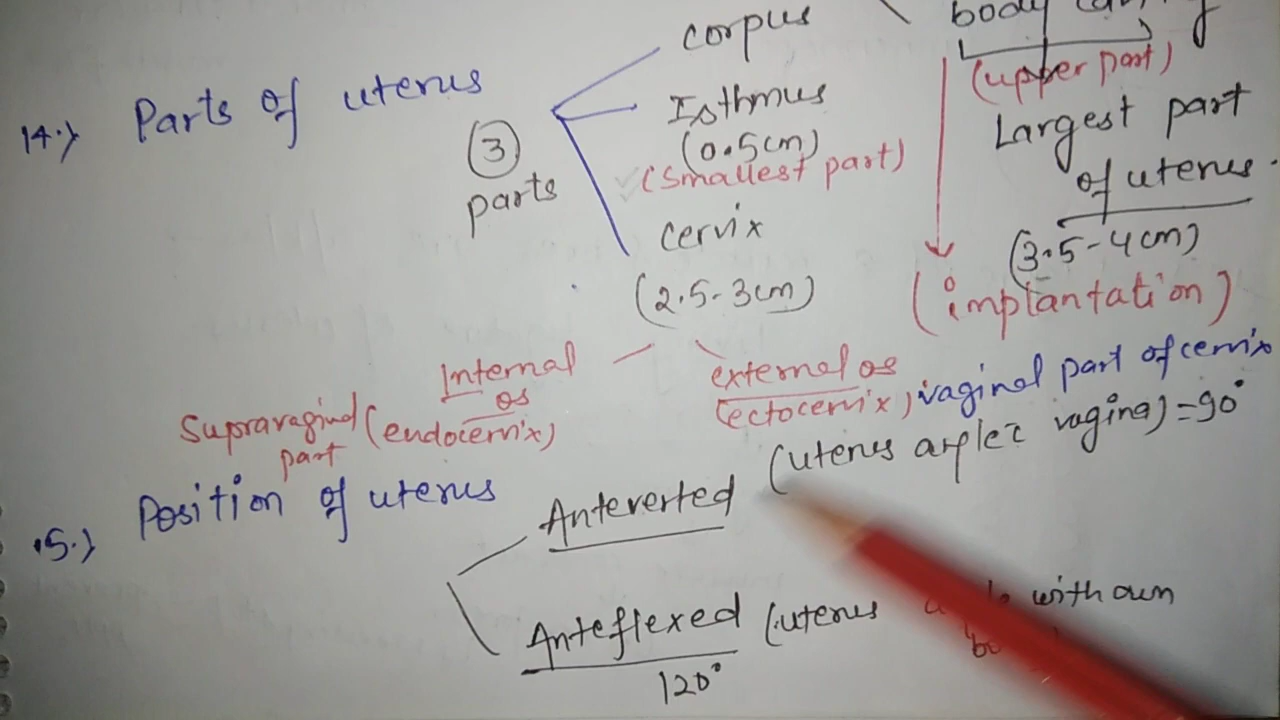 corpus
body
(upper part)
Largest part
of uterus.
(3.5-4cm)
(implantation)
14.) Parts of uterus
3
parts
Isthmus
(0.5cm)
(Smallest part)
cervix
(2.5-3cm)
Internal
os
(endocervix)
Supravaginal
part
external os
(ectocervix) vaginal part of cervix
5.) Position of uterus
Anteverted
(uterus vagina) = 90°
Anteflexed (uterus with own
120°